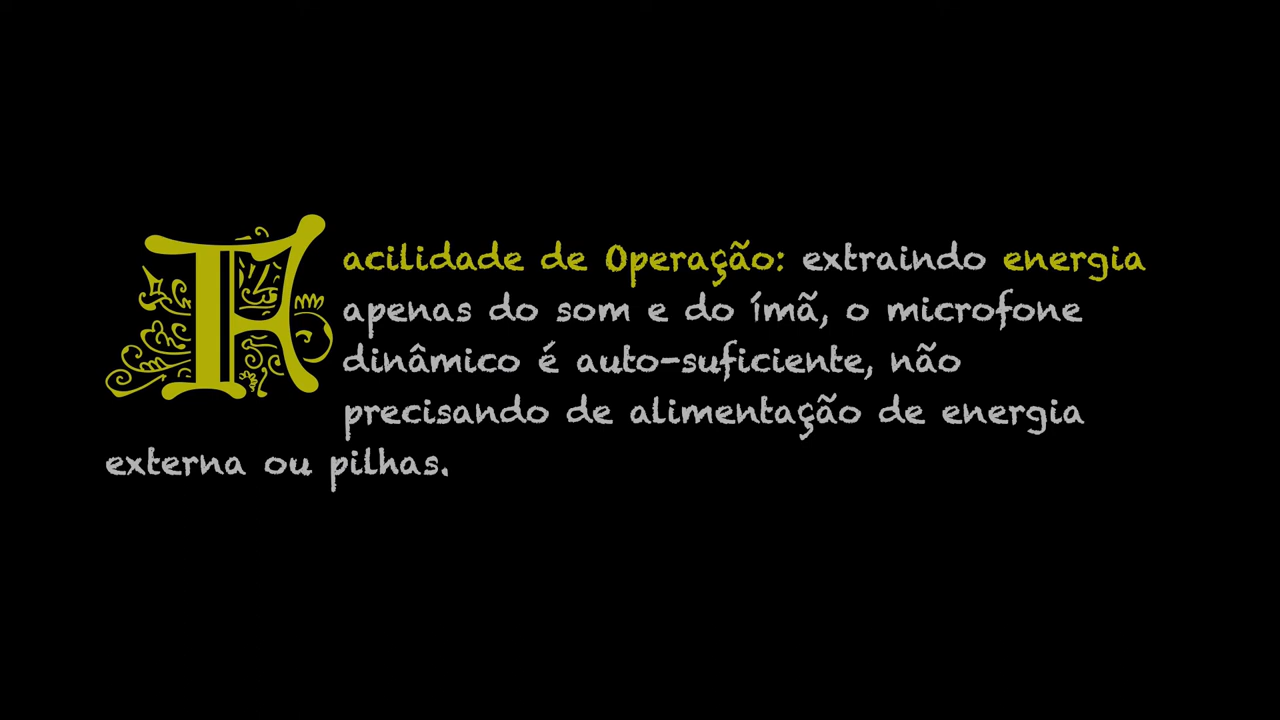 Facilidade de Operação: extraindo energia
apenas do som e do ímã, o microfone
dinâmico é auto-suficiente, não
precisando de alimentação de energia
externa ou pilhas.